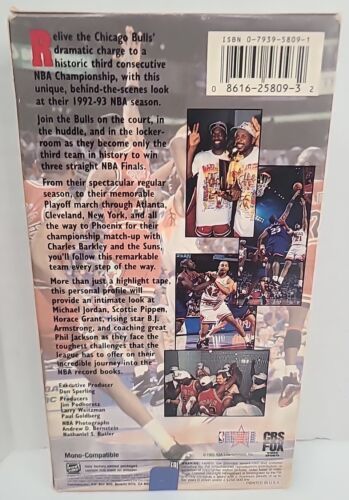 Relive the Chicago Bulls'
dramatic charge to a
historic third consecutive
NBA Championship, with this
unique, behind-the-scenes look
at their 1992-93 NBA season.
Join the Bulls on the court, in
the huddle, and in the locker-
room as they become only the
third team in history to win
three straight NBA Finals.
From their spectacular regular
season, to their memorable
Playoff march through Atlanta,
Cleveland, New York, and all
the way to Phoenix for their
championship match-up with
Charles Barkley and the Suns,
you'll follow this remarkable
team every step of the way.
More than just a highlight tape,
this personal profile will
provide an intimate look at
Michael Jordan, Scottie Pippen,
Horace Grant, rising star B.J.
Armstrong, and coaching great
Phil Jackson as they face the
toughest challenges that the
league has to offer on their
incredible journey into the
NBA record books.
Executive Producer
Don Sperling
Producers
Jim Podhoretz
Larry Weitzman
Paul Goldberg
NBA Photographs
Andrew D. Bernstein
Nathaniel S. Butler
Mono-Compatible
ISBN 0-7939-5809-1
0 86162 5809 3 2
CBS
FOX
VIDEO
SPORTS
PRINTED IN U.S.A.